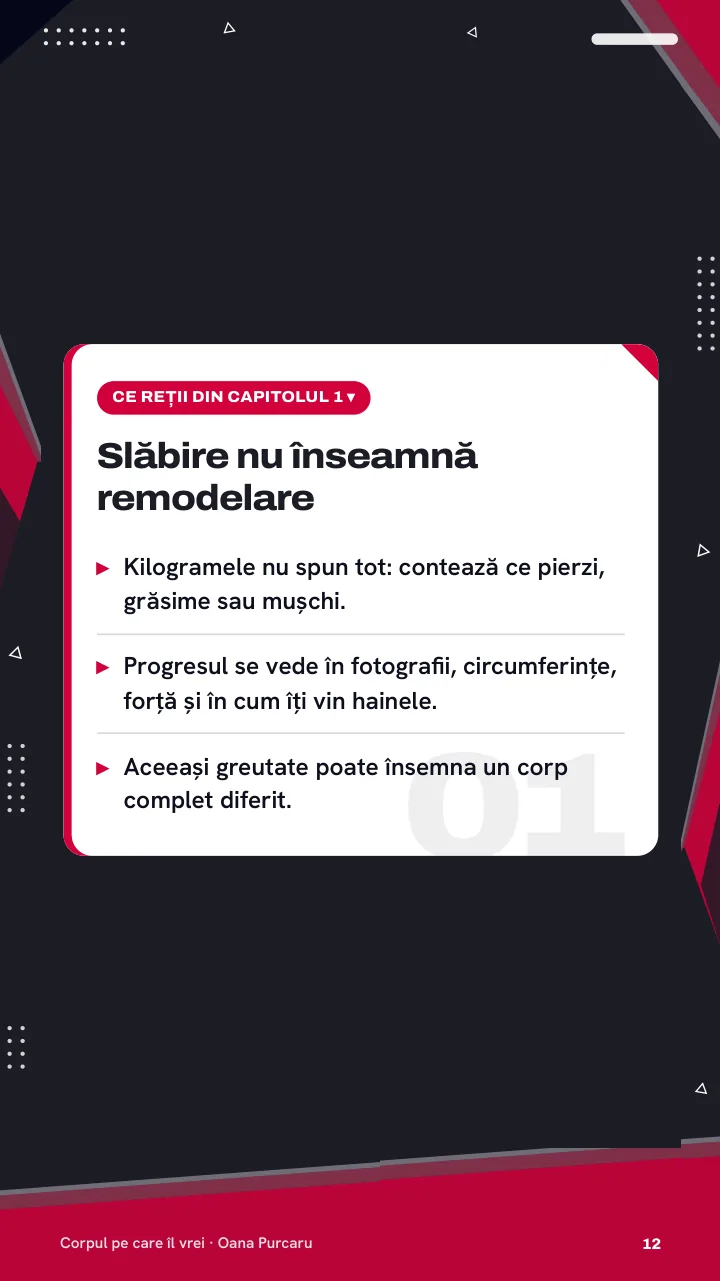 CE REȚII DIN CAPITOLUL 1 ▾
Slăbire nu înseamnă
remodelare
▸ Kilogramele nu spun tot: contează ce pierzi,
grăsime sau mușchi.
▸ Progresul se vede în fotografii, circumferințe,
forță și în cum îți vin hainele.
▸ Aceeași greutate poate însemna un corp
complet diferit.
01
Corpul pe care îl vrei · Oana Purcaru
12